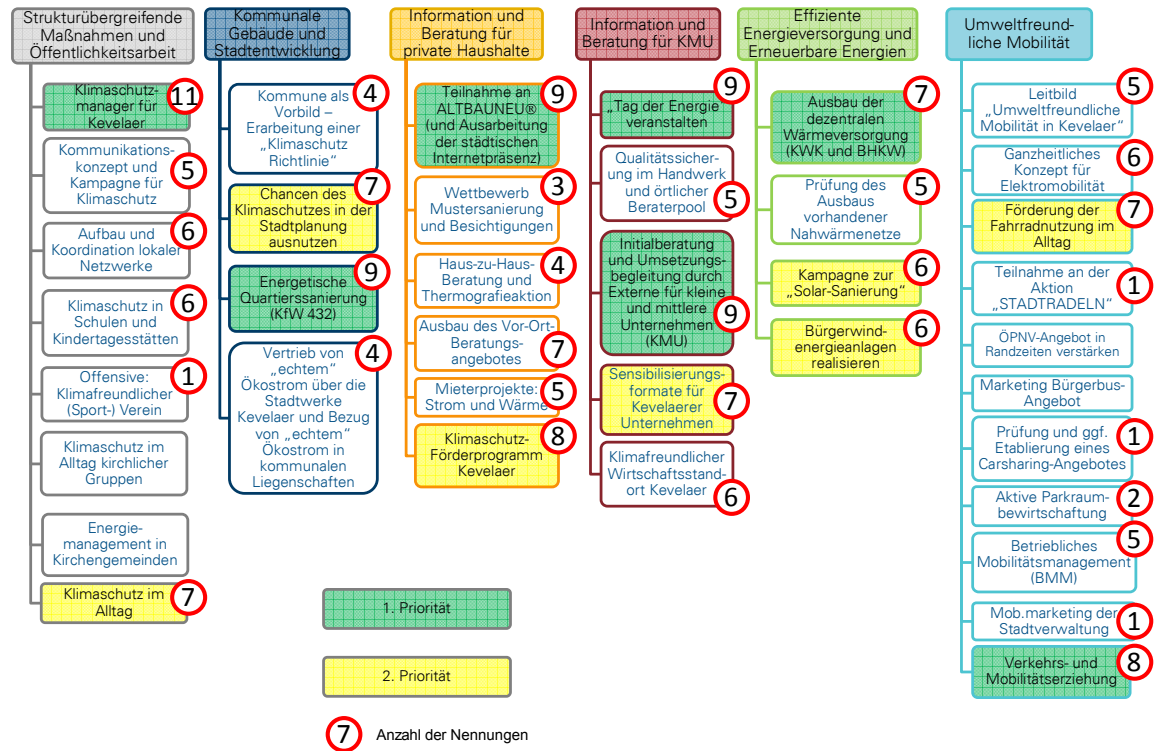 Strukturübergreifende
Maßnahmen und
Öffentlichkeitsarbeit
Klimaschutz-
manager für
Kevelaer
11
Kommunikations-
konzept und
Kampagne für
Klimaschutz
5
Aufbau und
Koordination lokaler
Netzwerke
6
Klimaschutz in
Schulen und
Kindertagesstätten
6
Offensive:
Klimafreundlicher
(Sport-) Verein
1
Klimaschutz im
Alltag kirchlicher
Gruppen
Energie-
management in
Kirchengemeinden
Klimaschutz im
Alltag
7
Kommunale
Gebäude und
Stadtentwicklung
Kommune als
Vorbild –
Erarbeitung einer
„Klimaschutz
Richtlinie“
4
Chancen des
Klimaschutzes in der
Stadtplanung
ausnutzen
7
Energetische
Quartierssanierung
(KfW 432)
9
Vertrieb von
„echtem“
Ökostrom über die
Stadtwerke
Kevelaer und Bezug
von „echtem“
Ökostrom in
kommunalen
Liegenschaften
4
Information und
Beratung für
private Haushalte
Teilnahme an
ALTBAUNEU®
(und Ausarbeitung
der städtischen
Internetpräsenz)
9
Wettbewerb
Mustersanierung
und Besichtigungen
3
Haus-zu-Haus-
Beratung und
Thermografieaktion
4
Ausbau des Vor-Ort-
Beratungs-
angebotes
7
Mieterprojekte:
Strom und Wärme
5
Klimaschutz-
Förderprogramm
Kevelaer
8
Information und
Beratung für KMU
„Tag der Energie“
veranstalten
9
Qualitätssicher-
ung im Handwerk
und örtlicher
Beraterpool
5
Initialberatung
und Umsetzungs-
begleitung durch
Externe für kleine
und mittlere
Unternehmen
(KMU)
9
Sensibilisierungs-
formate für
Kevelaerer
Unternehmen
7
Klimafreundlicher
Wirtschaftsstand-
ort Kevelaer
6
Effiziente
Energieversorgung und
Erneuerbare Energien
Ausbau der
dezentralen
Wärmeversorgung
(KWK und BHKW)
7
Prüfung des
Ausbaus
vorhandener
Nahwärmenetze
5
Kampagne zur
„Solar-Sanierung“
6
Bürgerwind-
energieanlagen
realisieren
6
Umweltfreund-
liche Mobilität
Leitbild
„Umweltfreundliche
Mobilität in Kevelaer“
5
Ganzheitliches
Konzept für
Elektromobilität
6
Förderung der
Fahrradnutzung im
Alltag
7
Teilnahme an der
Aktion
„STADTRADELN“
1
ÖPNV-Angebot in
Randzeiten verstärken
Marketing Bürgerbus-
Angebot
Prüfung und ggf.
Etablierung eines
Carsharing-Angebotes
1
Aktive Parkraum-
bewirtschaftung
2
Betriebliches
Mobilitätsmanagement
(BMM)
5
Mob.marketing der
Stadtverwaltung
1
Verkehrs- und
Mobilitätserziehung
8
1. Priorität
2. Priorität
7
Anzahl der Nennungen